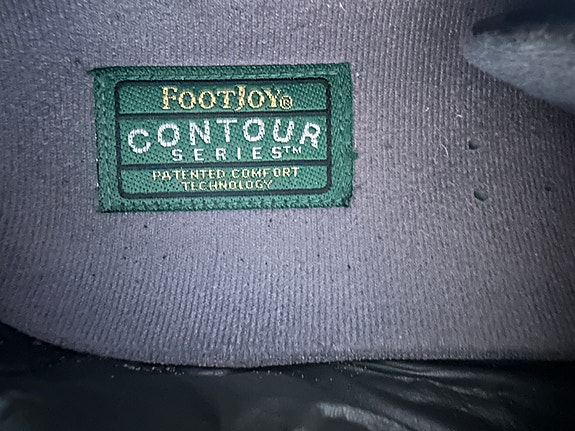 FOOTJOY®
CONTOUR
SERIES™
PATENTED COMFORT
TECHNOLOGY